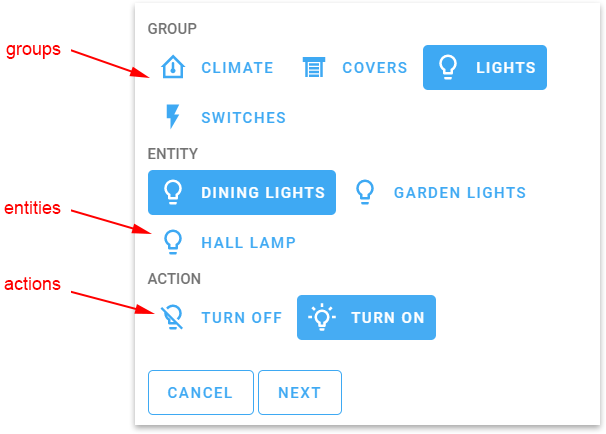 GROUP
groups
CLIMATE COVERS LIGHTS
SWITCHES
ENTITY
DINING LIGHTS GARDEN LIGHTS
entities
HALL LAMP
ACTION
actions
TURN OFF TURN ON
CANCEL NEXT